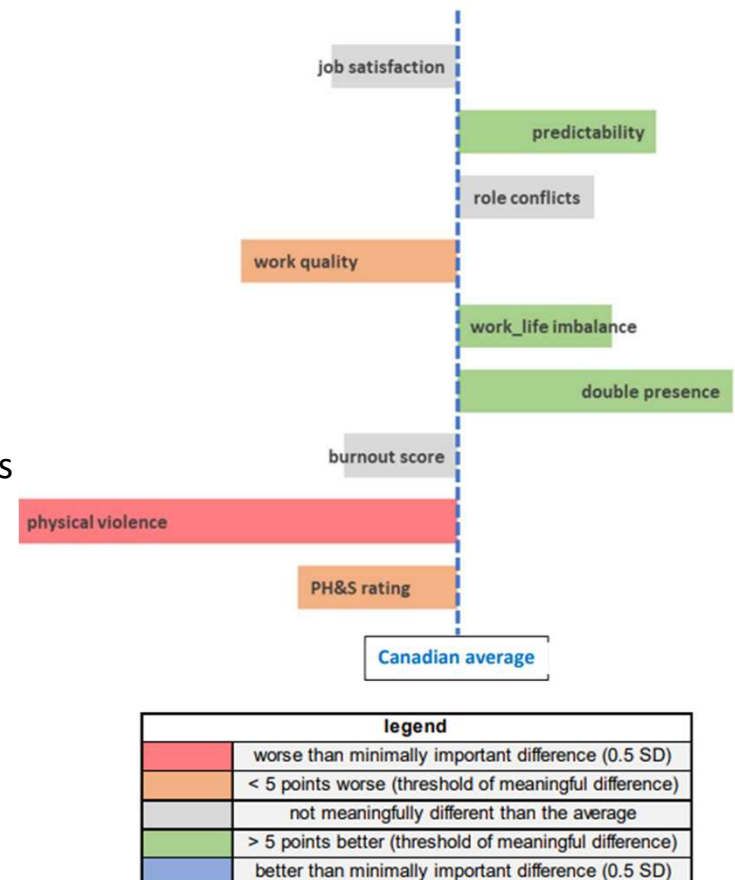 job satisfaction
predictability
role conflicts
work quality
work_life imbalance
double presence
burnout score
s
physical violence
PH&S rating
Canadian average
legend
worse than minimally important difference (0.5 SD)
< 5 points worse (threshold of meaningful difference)
not meaningfully different than the average
> 5 points better (threshold of meaningful difference)
better than minimally important difference (0.5 SD)